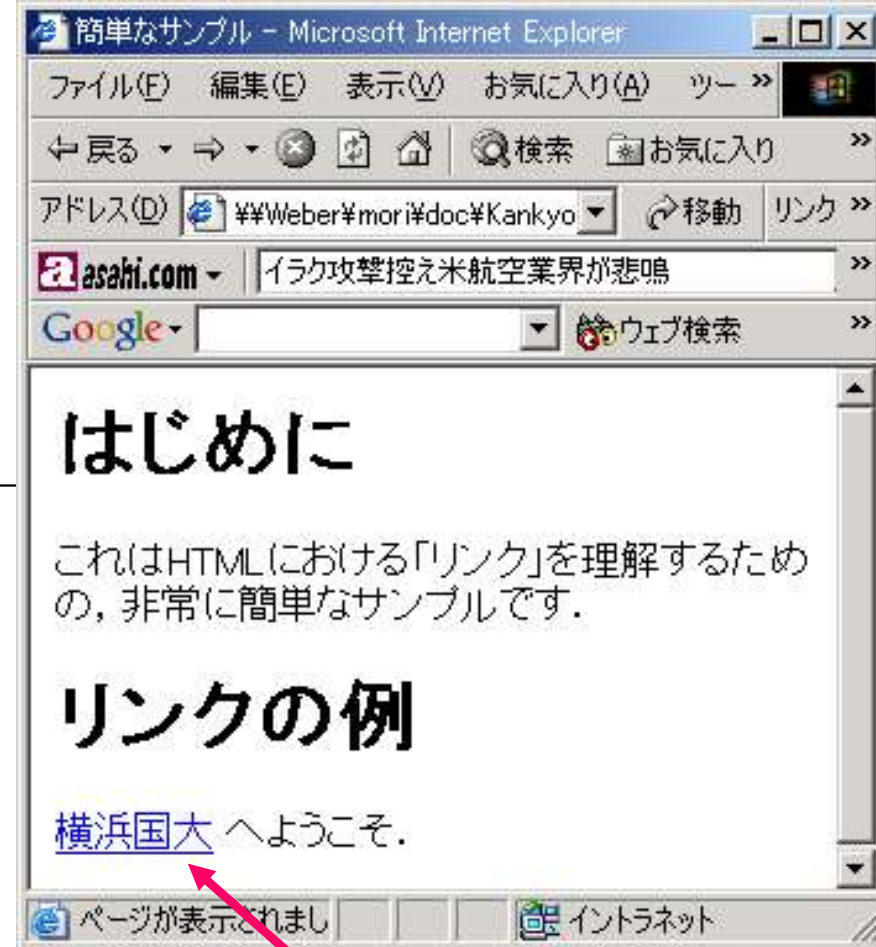 簡単なサンプル - Microsoft Internet Explorer
ファイル(F) 編集(E) 表示(V) お気に入り(A) ツー »
戻る 検索 お気に入り »
アドレス(D) ¥¥Weber¥mori¥doc¥Kankyo 移動 リンク »
a asahi.com イラク攻撃控え米航空業界が悲鳴 »
Google ウェブ検索 »
はじめに
これはHTMLにおける「リンク」を理解するため
の，非常に簡単なサンプルです．
リンクの例
横浜国大 へようこそ．
ページが表示されまし イントラネット